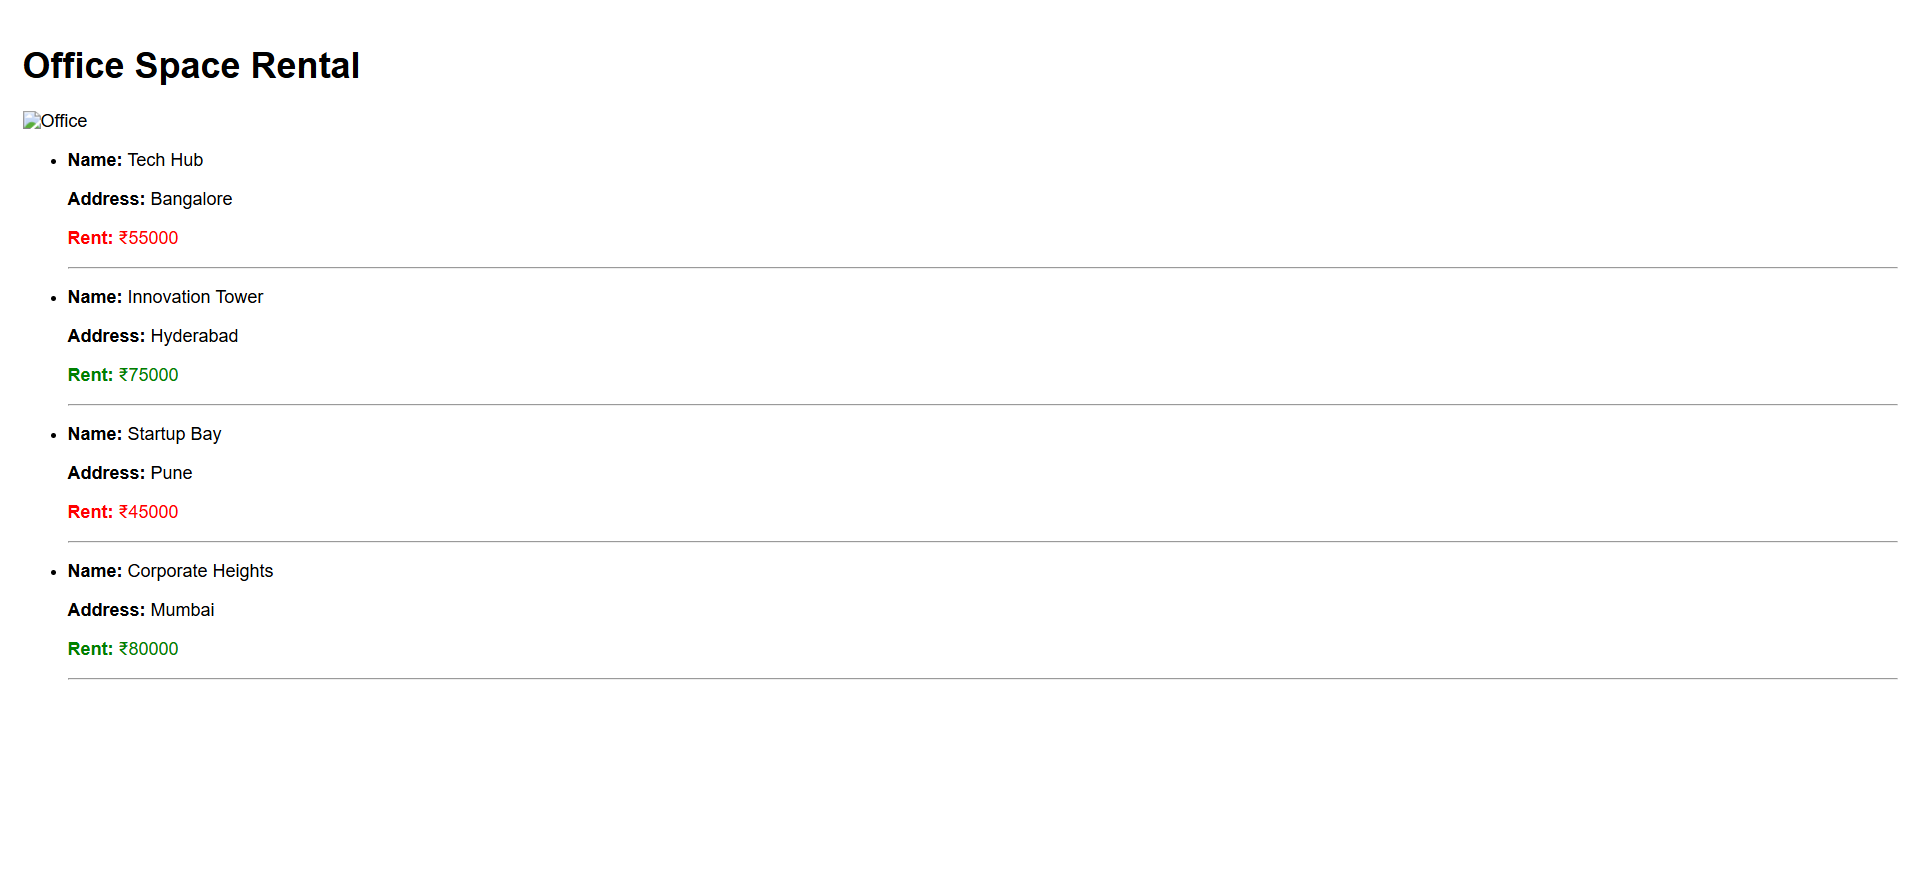 Office Space Rental
Office
Name: Tech Hub
Address: Bangalore
Rent: ₹55000
Name: Innovation Tower
Address: Hyderabad
Rent: ₹75000
Name: Startup Bay
Address: Pune
Rent: ₹45000
Name: Corporate Heights
Address: Mumbai
Rent: ₹80000